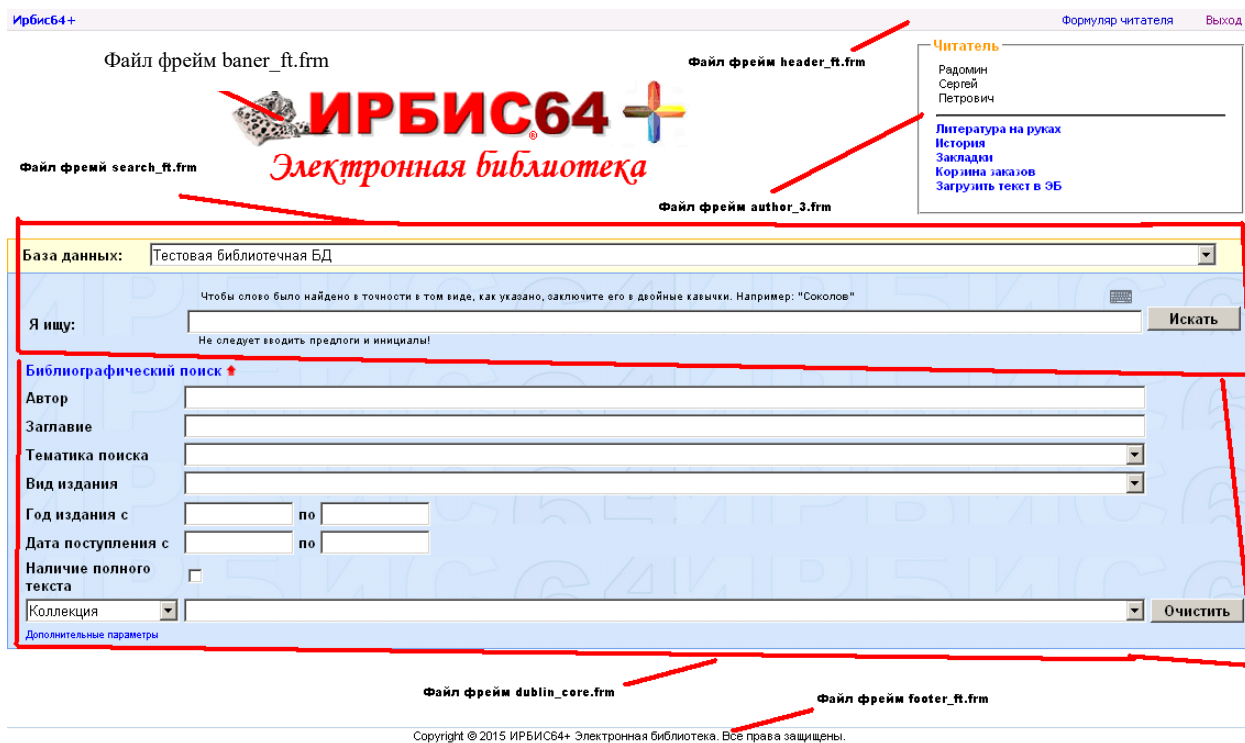 Ирбис64+ Формуляр читателя Выход
Файл фрейм baner_ft.frm
Файл фрейм header_ft.frm
Читатель
Радомин
Сергей
Петрович
ИРБИС64
®
Электронная библиотека
Литература на руках
История
Закладки
Корзина заказов
Загрузить текст в ЭБ
Файл фремй search_ft.frm
Файл фрейм author_3.frm
База данных: Тестовая библиотечная БД
Чтобы слово было найдено в точности в том виде, как указано, заключите его в двойные кавычки. Например: "Соколов"
Я ищу: Искать
Не следует вводить предлоги и инициалы!
Библиографический поиск
Автор
Заглавие
Тематика поиска
Вид издания
Год издания с по
Дата поступления с по
Наличие полного
текста
Коллекция Очистить
Дополнительные параметры
Файл фрейм dublin_core.frm
Файл фрейм footer_ft.frm
Copyright © 2015 ИРБИС64+ Электронная библиотека. Все права защищены.